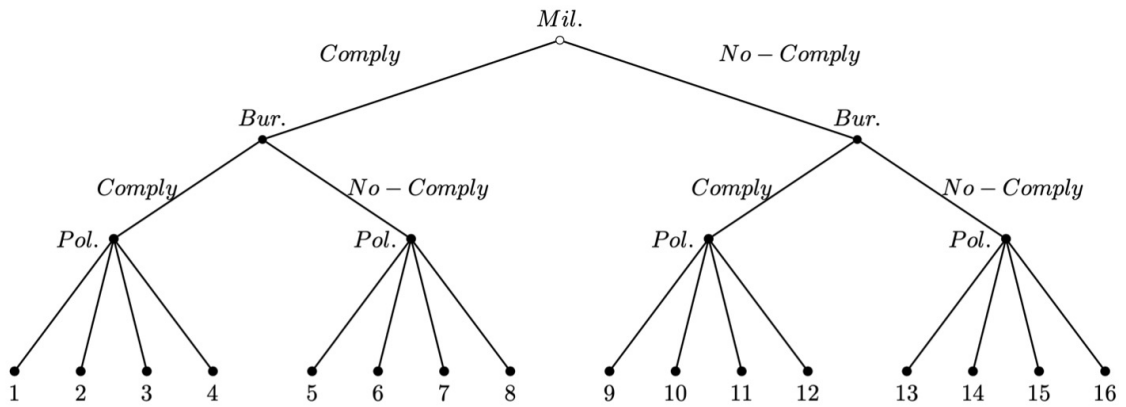 Mil.
Comply No − Comply
Bur. Bur.
Comply No − Comply Comply No − Comply
Pol. Pol. Pol. Pol.
1 2 3 4 5 6 7 8 9 10 11 12 13 14 15 16